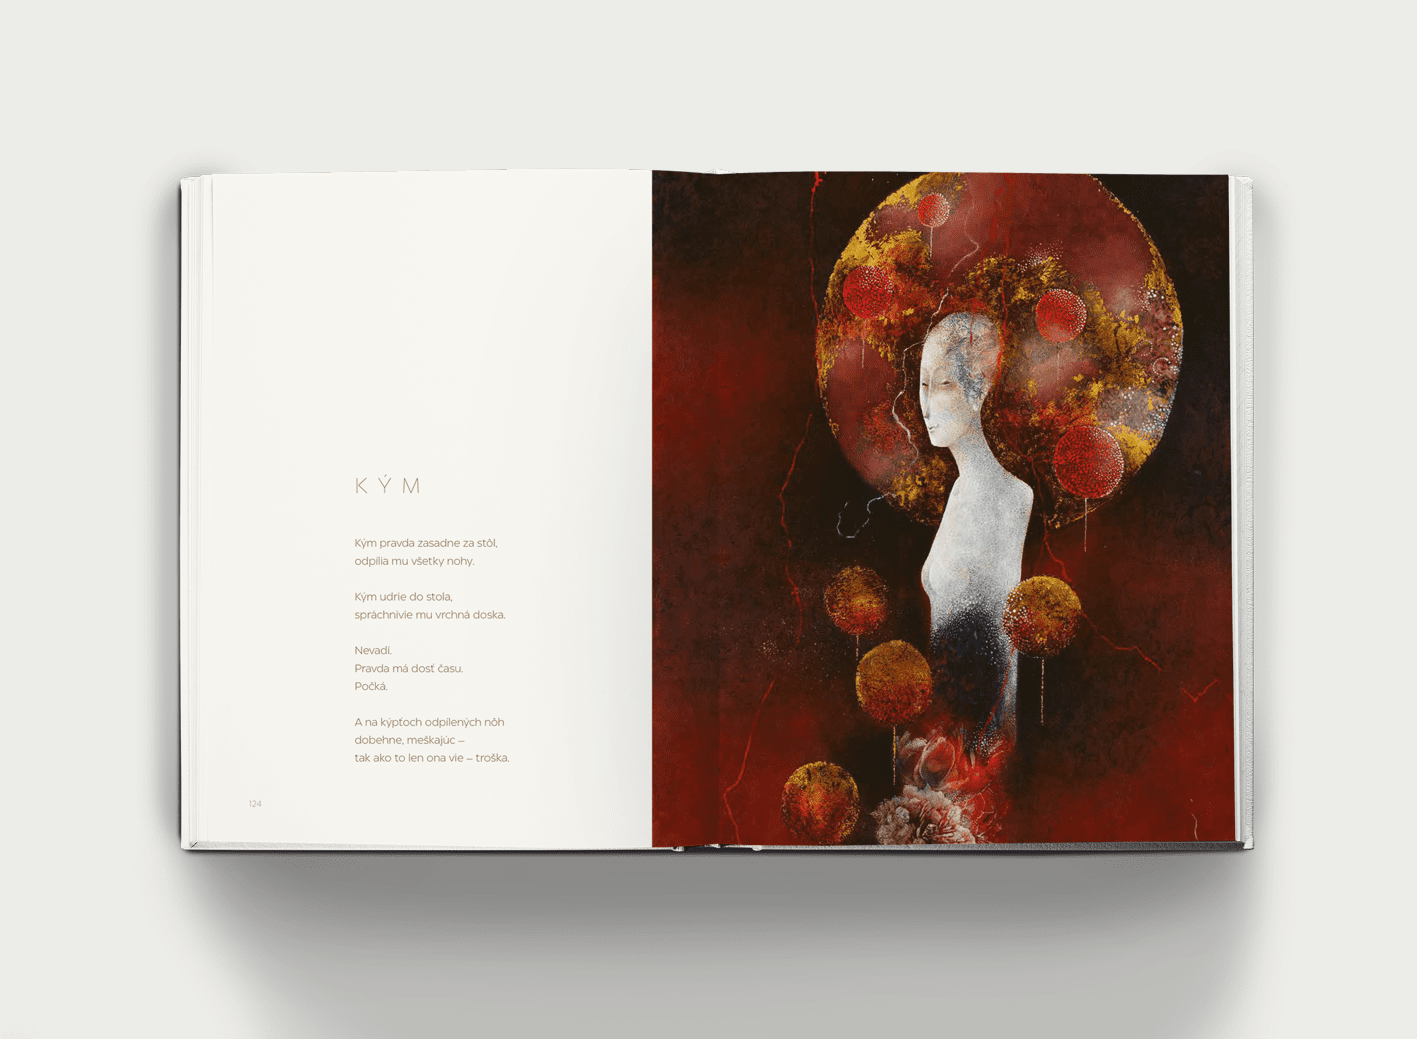 KÝM
Kým pravda zasadne za stôl,
odpília mu všetky nohy.
Kým udrie do stola,
spráchnivie mu vrchná doska.
Nevadí.
Pravda má dosť času.
Počká.
A na kýpťoch odpílených nôh
dobehne, meškajúc –
tak ako to len ona vie – troška.
124